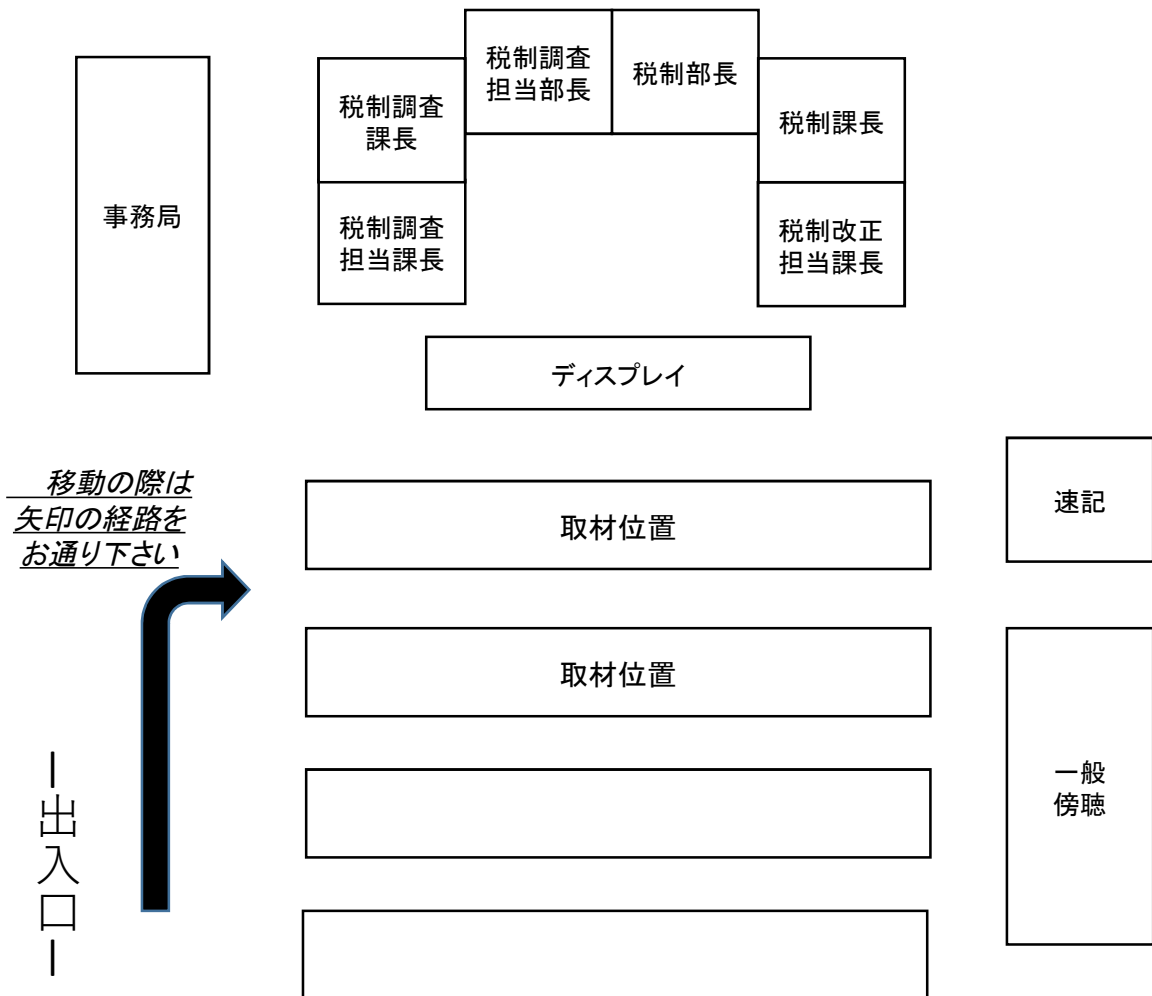 税制調査
担当部長
税制部長
税制調査
課長
税制課長
事務局
税制調査
担当課長
税制改正
担当課長
ディスプレイ
移動の際は
矢印の経路を
お通り下さい
取材位置
速記
取材位置
一般
傍聴
ー出入口ー